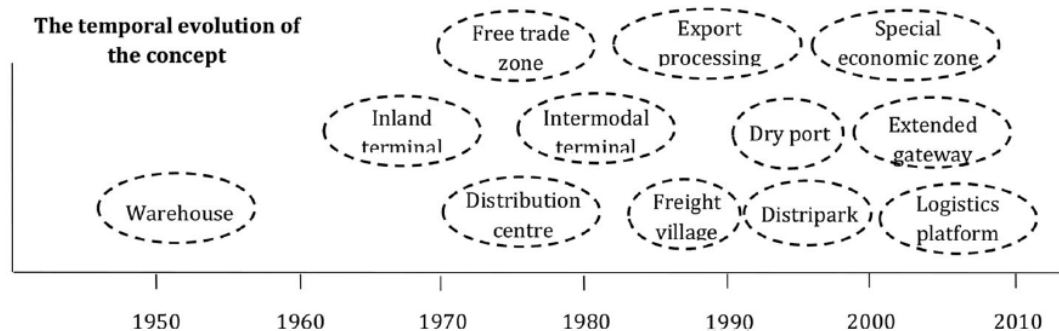 The temporal evolution of
the concept
Free trade
zone
Export
processing
Special
economic zone
Inland
terminal
Intermodal
terminal
Dry port
Extended
gateway
Warehouse
Distribution
centre
Freight
village
Distripark
Logistics
platform
1950
1960
1970
1980
1990
2000
2010